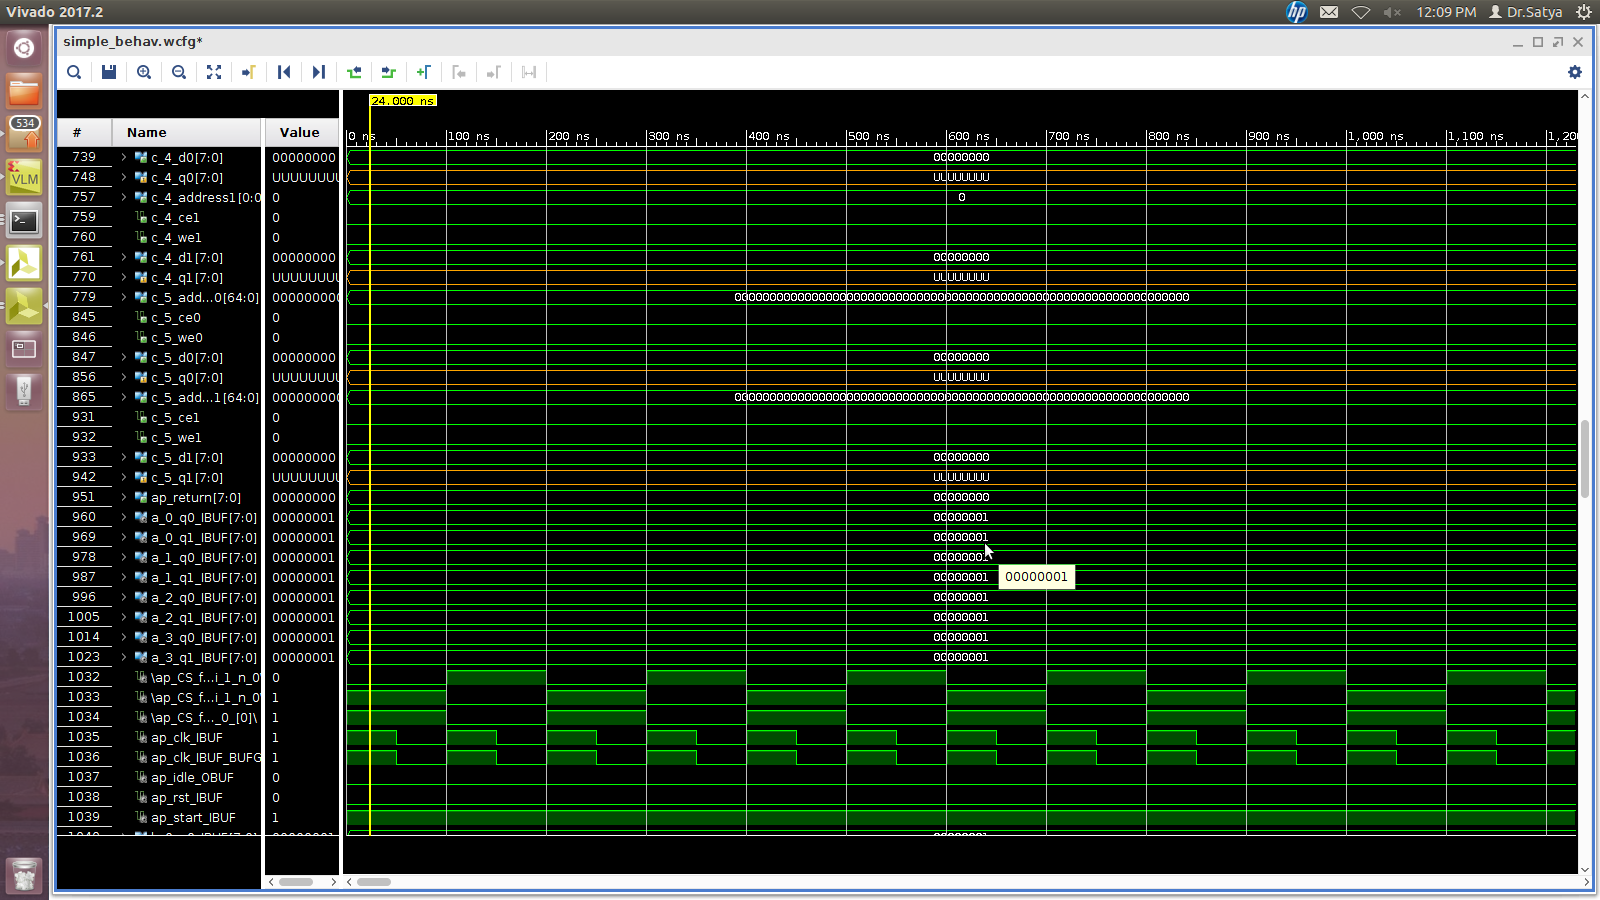 Vivado 2017.2 hp 12:09 PM Dr.Satya
simple_behav.wcfg*
24.000 ns
# Name Value 0 ns 100 ns 200 ns 300 ns 400 ns 500 ns 600 ns 700 ns 800 ns 900 ns 1,000 ns 1,100 ns 1,200
534
VLM
739 c_4_d0[7:0] 00000000 00000000
748 c_4_q0[7:0] UUUUUUUU UUUUUUUU
757 c_4_address1[0:0 0 0
759 c_4_ce1 0
760 c_4_we1 0
761 c_4_d1[7:0] 00000000 00000000
770 c_4_q1[7:0] UUUUUUUU UUUUUUUU
779 c_5_add...0[64:0] 000000000 00000000000000000000000000000000000000000000000000000000000000000
845 c_5_ce0 0
846 c_5_we0 0
847 c_5_d0[7:0] 00000000 00000000
856 c_5_q0[7:0] UUUUUUUU UUUUUUUU
865 c_5_add...1[64:0] 000000000 00000000000000000000000000000000000000000000000000000000000000000
931 c_5_ce1 0
932 c_5_we1 0
933 c_5_d1[7:0] 00000000 00000000
942 c_5_q1[7:0] UUUUUUUU UUUUUUUU
951 ap_return[7:0] 00000000 00000000
960 a_0_q0_IBUF[7:0] 00000001 00000001
969 a_0_q1_IBUF[7:0] 00000001 00000001
978 a_1_q0_IBUF[7:0] 00000001 00000001
987 a_1_q1_IBUF[7:0] 00000001 00000001 00000001
996 a_2_q0_IBUF[7:0] 00000001 00000001
1005 a_2_q1_IBUF[7:0] 00000001 00000001
1014 a_3_q0_IBUF[7:0] 00000001 00000001
1023 a_3_q1_IBUF[7:0] 00000001 00000001
1032 \ap_CS_f...i_1_n_0\ 0
1033 \ap_CS_f...i_1_n_0\ 1
1034 \ap_CS_f..._0_[0]\ 1
1035 ap_clk_IBUF 1
1036 ap_clk_IBUF_BUFG 1
1037 ap_idle_OBUF 0
1038 ap_rst_IBUF 0
1039 ap_start_IBUF 1